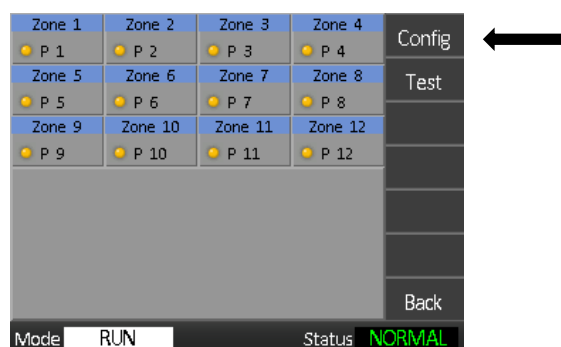 Zone 1 Zone 2 Zone 3 Zone 4 Config
P 1 P 2 P 3 P 4
Zone 5 Zone 6 Zone 7 Zone 8 Test
P 5 P 6 P 7 P 8
Zone 9 Zone 10 Zone 11 Zone 12
P 9 P 10 P 11 P 12
Back
Mode RUN Status NORMAL